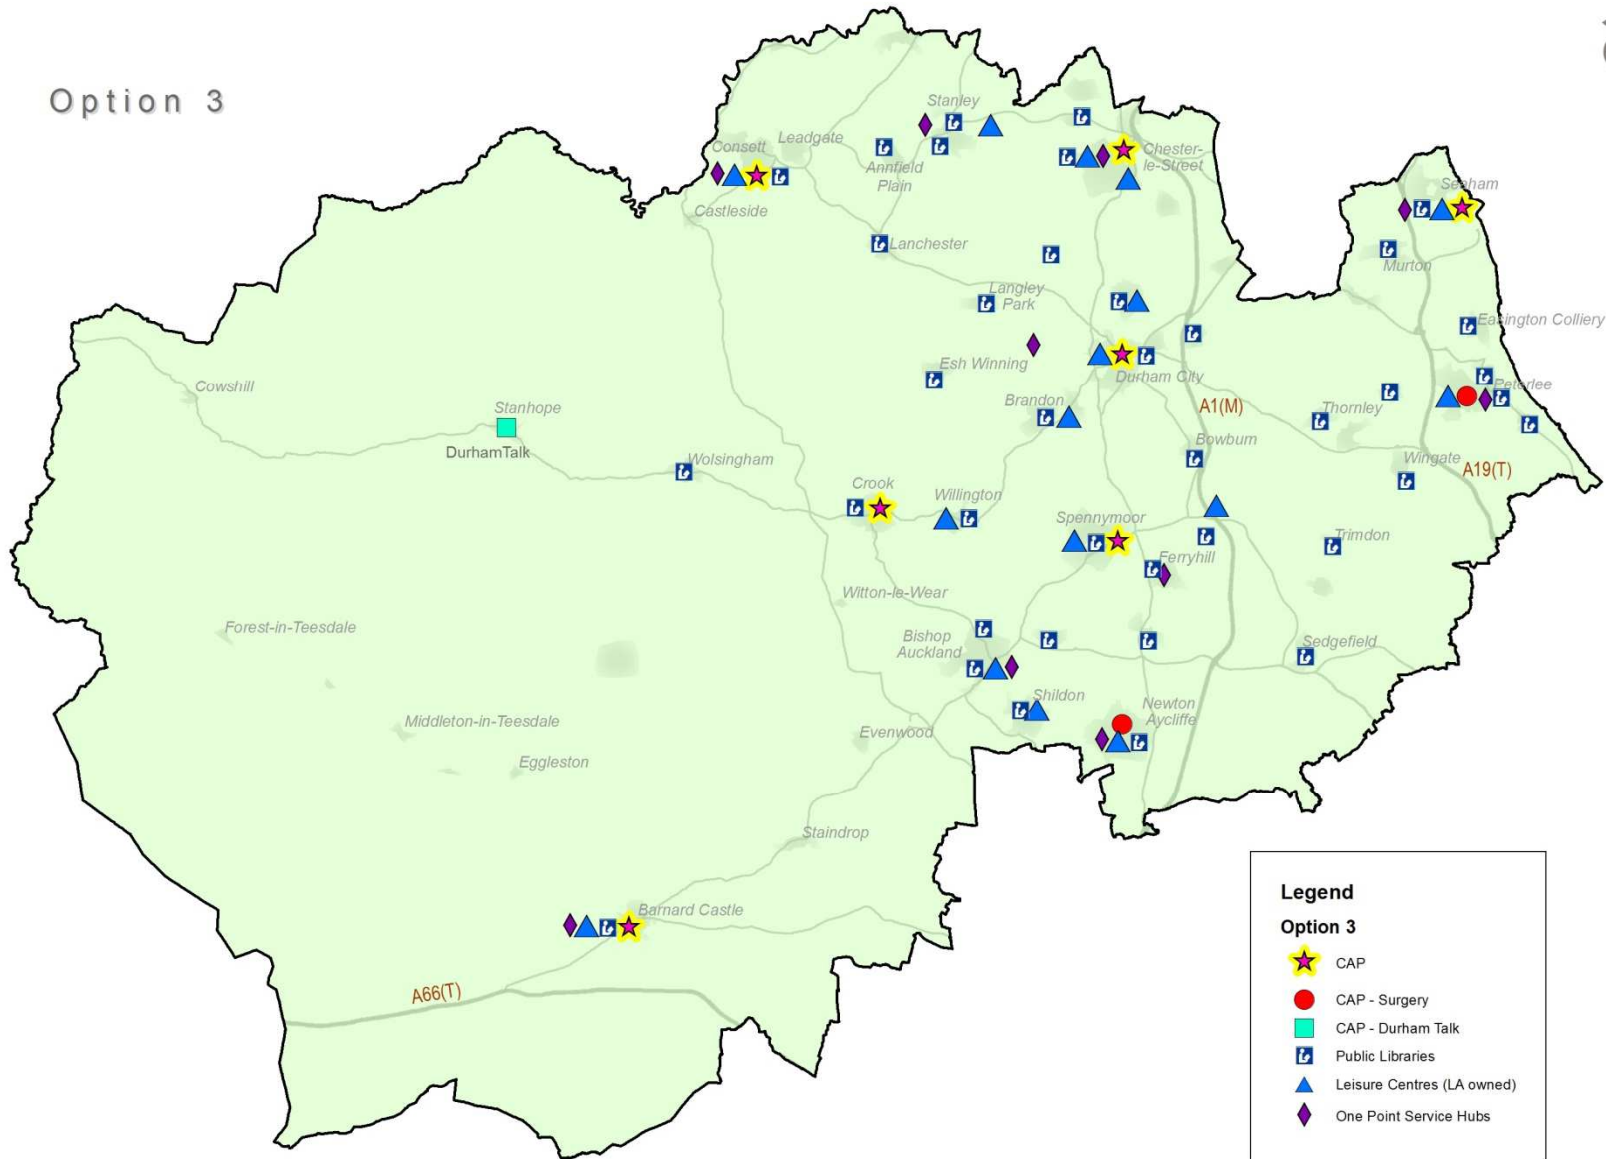 Option 3
Stanley
Leadgate
Consett
Annfield
Plain
Chester-
le-Street
Castleside
Seaham
Lanchester
Murton
Langley
Park
Easington Colliery
Esh Winning
Durham City
Cowshill
Stanhope
Brandon
A1(M)
Thornley
Peterlee
DurhamTalk
Bowburn
Wolsingham
Wingate
A19(T)
Crook
Willington
Spennymoor
Trimdon
Ferryhill
Witton-le-Wear
Forest-in-Teesdale
Bishop
Auckland
Sedgefield
Shildon
Newton
Aycliffe
Middleton-in-Teesdale
Evenwood
Eggleston
Staindrop
Barnard Castle
A66(T)
Legend
Option 3
CAP
CAP - Surgery
CAP - Durham Talk
Public Libraries
Leisure Centres (LA owned)
One Point Service Hubs